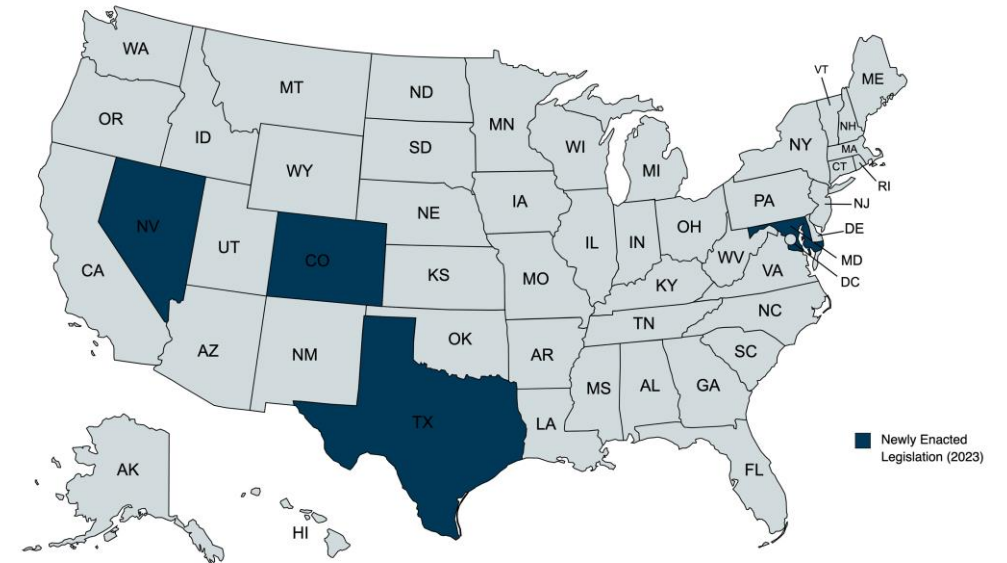 WA
MT
ND
MN
VT
ME
OR
ID
SD
WI
NH
NY
MA
CT
MI
WY
RI
NE
IA
PA
NJ
NV
UT
CO
IL
IN
OH
DE
WV
MD
CA
KS
MO
KY
VA
DC
TN
NC
AZ
NM
OK
AR
SC
MS
AL
GA
TX
LA
Newly Enacted
Legislation (2023)
AK
FL
HI